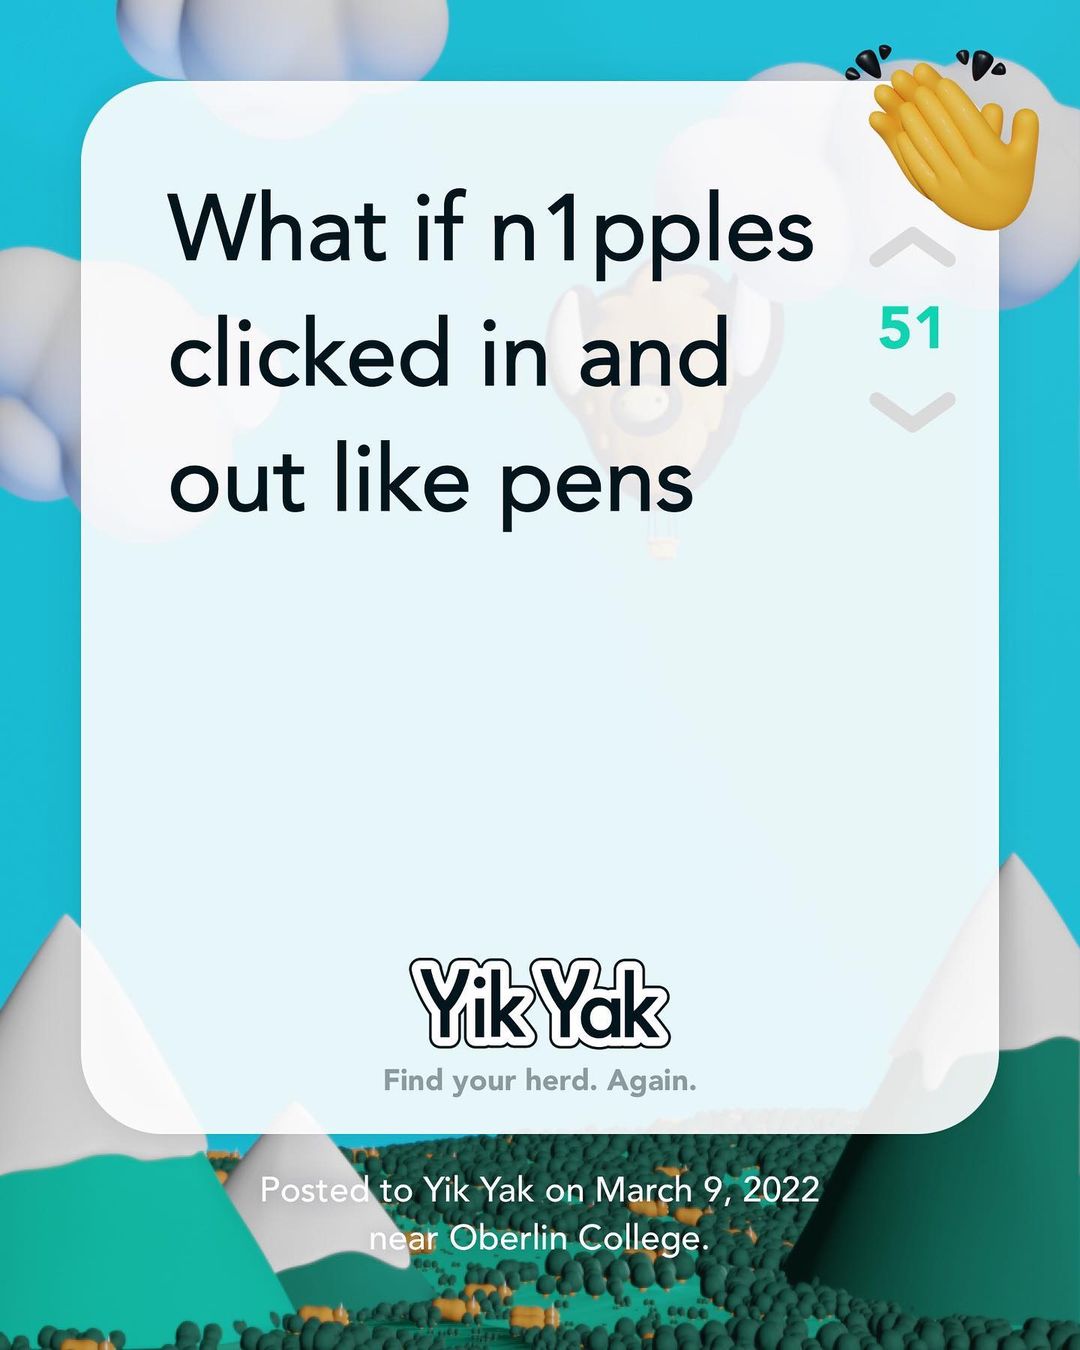 What if n1pples
clicked in and
out like pens
51
Yik Yak
Find your herd. Again.
Posted to Yik Yak on March 9, 2022
near Oberlin College.